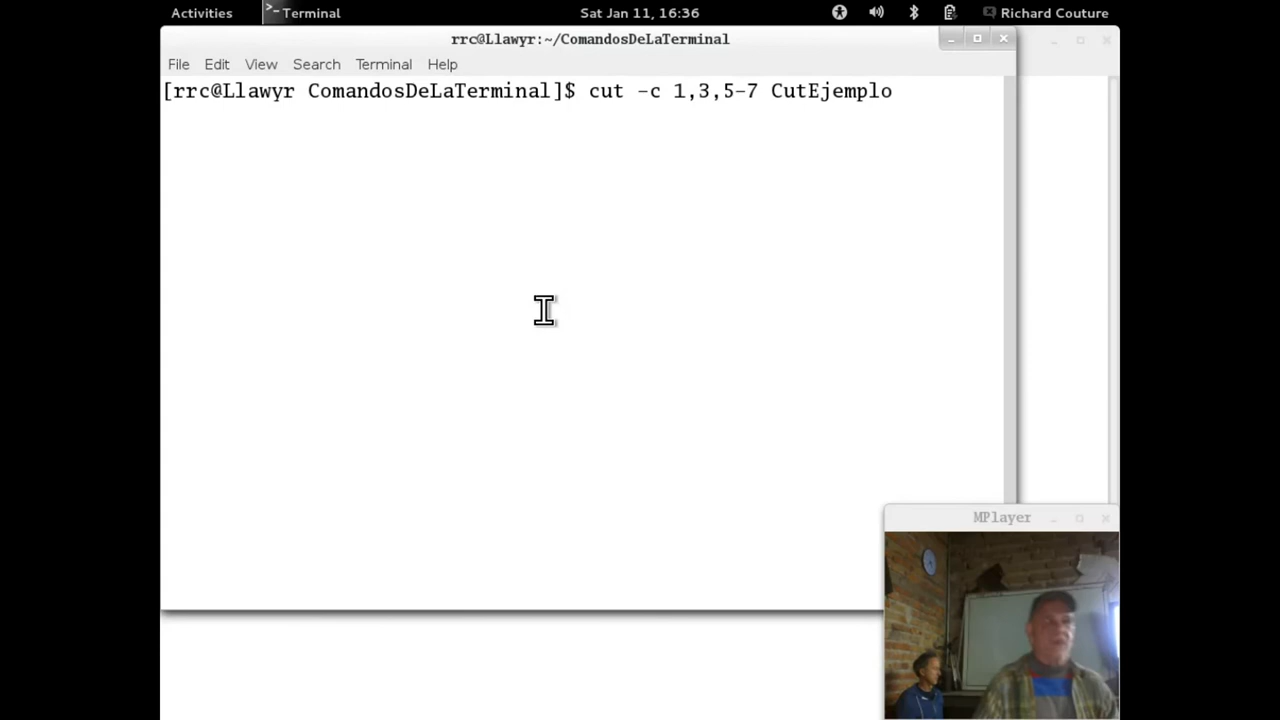 Activities
Terminal
Sat Jan 11, 16:36
Richard Couture
rrc@Llawyr:~/ComandosDeLaTerminal
File Edit View Search Terminal Help
[rrc@Llawyr ComandosDeLaTerminal]$ cut -c 1,3,5-7 CutEjemplo
MPlayer